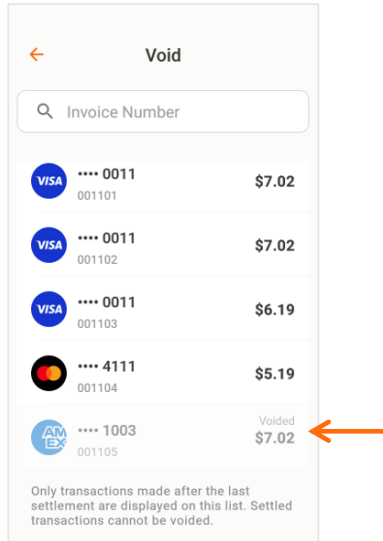 Void
Invoice Number
VISA •••• 0011 $7.02
001101
VISA •••• 0011 $7.02
001102
VISA •••• 0011 $6.19
001103
•••• 4111 $5.19
001104
Voided
AM EX •••• 1003 $7.02
001105
Only transactions made after the last
settlement are displayed on this list. Settled
transactions cannot be voided.